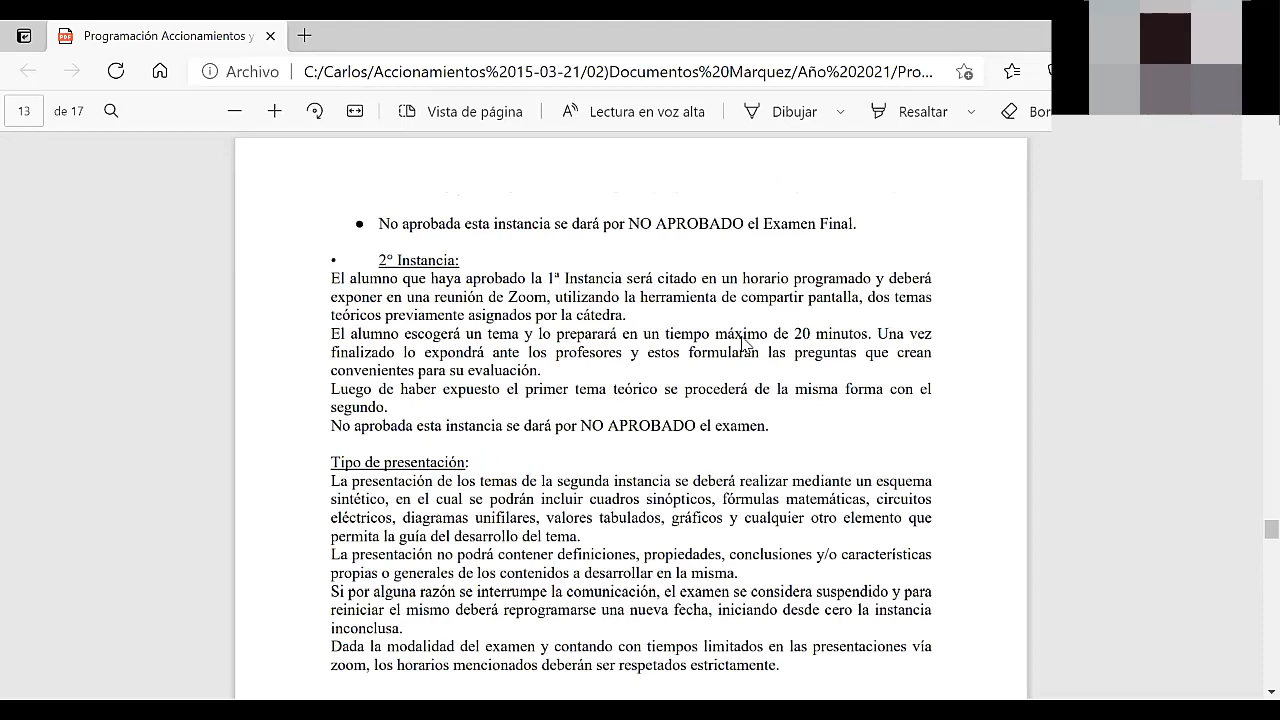 Programación Accionamientos y
Archivo C:/Carlos/Accionamientos%2015-03-21/02)Documentos%20Marquez/Año%202021/Pro...
13 de 17 Vista de página Lectura en voz alta Dibujar Resaltar Bor
● No aprobada esta instancia se dará por NO APROBADO el Examen Final.
• 2° Instancia:
El alumno que haya aprobado la 1ª Instancia será citado en un horario programado y deberá
exponer en una reunión de Zoom, utilizando la herramienta de compartir pantalla, dos temas
teóricos previamente asignados por la cátedra.
El alumno escogerá un tema y lo preparará en un tiempo máximo de 20 minutos. Una vez
finalizado lo expondrá ante los profesores y estos formularán las preguntas que crean
convenientes para su evaluación.
Luego de haber expuesto el primer tema teórico se procederá de la misma forma con el
segundo.
No aprobada esta instancia se dará por NO APROBADO el examen.
Tipo de presentación:
La presentación de los temas de la segunda instancia se deberá realizar mediante un esquema
sintético, en el cual se podrán incluir cuadros sinópticos, fórmulas matemáticas, circuitos
eléctricos, diagramas unifilares, valores tabulados, gráficos y cualquier otro elemento que
permita la guía del desarrollo del tema.
La presentación no podrá contener definiciones, propiedades, conclusiones y/o características
propias o generales de los contenidos a desarrollar en la misma.
Si por alguna razón se interrumpe la comunicación, el examen se considera suspendido y para
reiniciar el mismo deberá reprogramarse una nueva fecha, iniciando desde cero la instancia
inconclusa.
Dada la modalidad del examen y contando con tiempos limitados en las presentaciones vía
zoom, los horarios mencionados deberán ser respetados estrictamente.